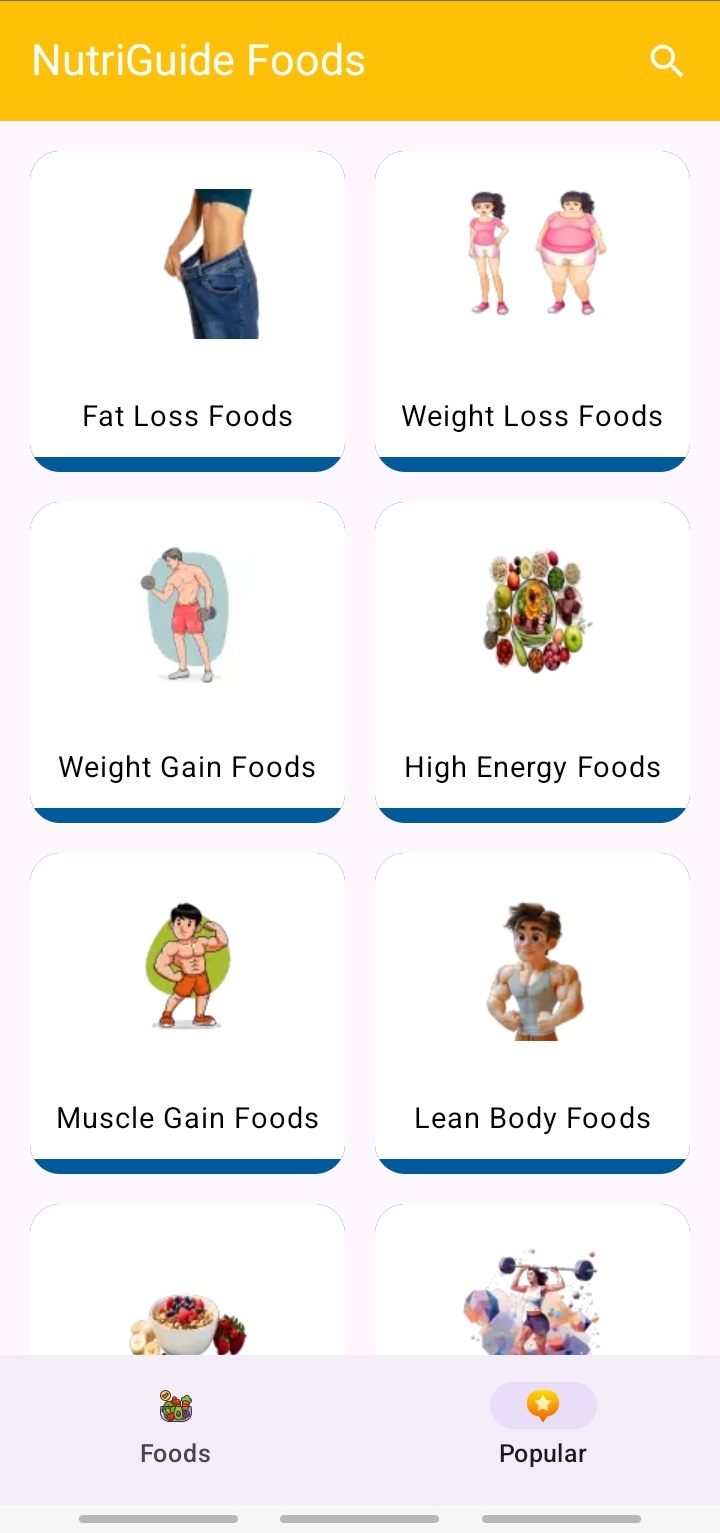 NutriGuide Foods
Fat Loss Foods
Weight Loss Foods
Weight Gain Foods
High Energy Foods
Muscle Gain Foods
Lean Body Foods
Foods
Popular